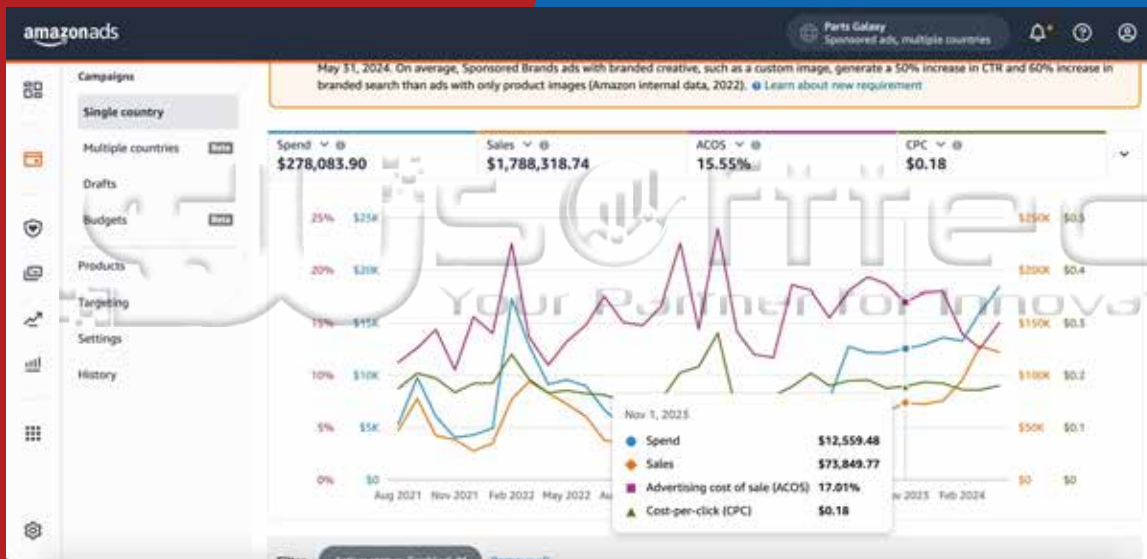 amazonads
Parts Galaxy
Sponsored ads, multiple countries
Campaigns
Single country
Multiple countries Beta
Drafts
Budgets Beta
Products
Targeting
Settings
History
May 31, 2024. On average, Sponsored Brands ads with branded creative, such as a custom image, generate a 50% increase in CTR and 60% increase in
branded search than ads with only product images (Amazon internal data, 2022). Learn about new requirement
Spend Sales ACOS CPC
$278,083.90 $1,788,318.74 15.55% $0.18
25% $25K $250K $0.5
20% $20K $200K $0.4
15% $15K $150K $0.3
10% $10K $100K $0.2
5% $5K $50K $0.1
0% $0 $0 $0
Aug 2021 Nov 2021 Feb 2022 May 2022 Au v 2023 Feb 2024
Nov 1, 2023
Spend $12,559.48
Sales $73,849.77
Advertising cost of sale (ACOS) 17.01%
Cost-per-click (CPC) $0.18
Your Partner for Innova